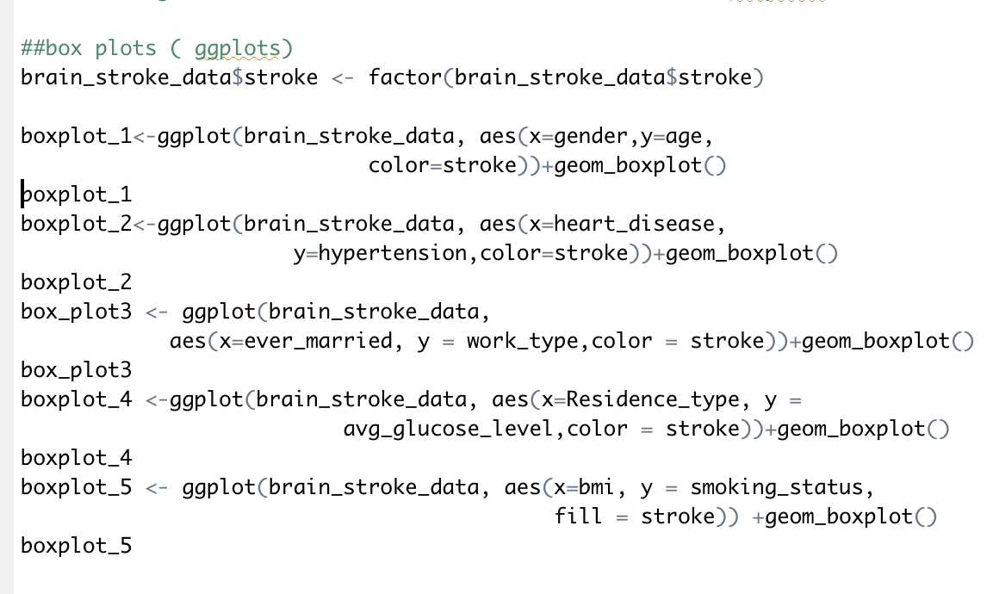 ##box plots ( ggplots)
brain_stroke_data$stroke <- factor(brain_stroke_data$stroke)
boxplot_1<-ggplot(brain_stroke_data, aes(x=gender,y=age,
color=stroke))+geom_boxplot()
boxplot_1
boxplot_2<-ggplot(brain_stroke_data, aes(x=heart_disease,
y=hypertension,color=stroke))+geom_boxplot()
boxplot_2
box_plot3 <- ggplot(brain_stroke_data,
aes(x=ever_married, y = work_type,color = stroke))+geom_boxplot()
box_plot3
boxplot_4 <-ggplot(brain_stroke_data, aes(x=Residence_type, y =
avg_glucose_level,color = stroke))+geom_boxplot()
boxplot_4
boxplot_5 <- ggplot(brain_stroke_data, aes(x=bmi, y = smoking_status,
fill = stroke)) +geom_boxplot()
boxplot_5